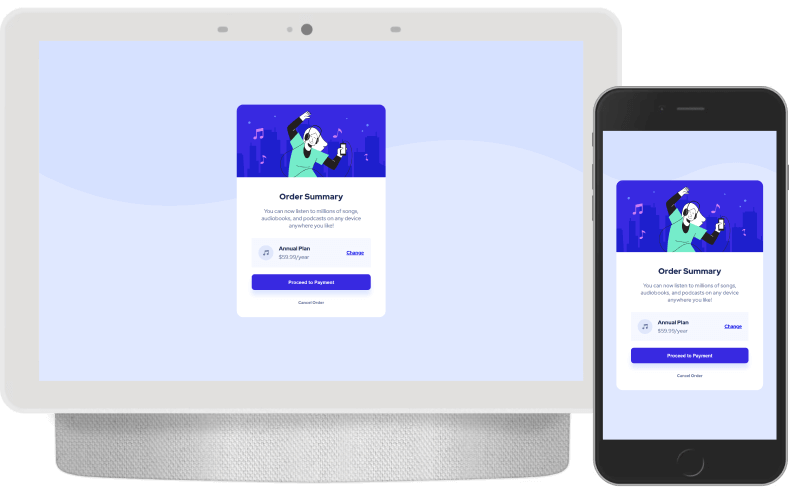 Order Summary
You can now listen to millions of songs,
audiobooks, and podcasts on any device
anywhere you like!
Annual Plan
$59.99/year
Change
Proceed to Payment
Cancel Order
Order Summary
You can now listen to millions of songs,
audiobooks, and podcasts on any device
anywhere you like!
Annual Plan
$59.99/year
Change
Proceed to Payment
Cancel Order